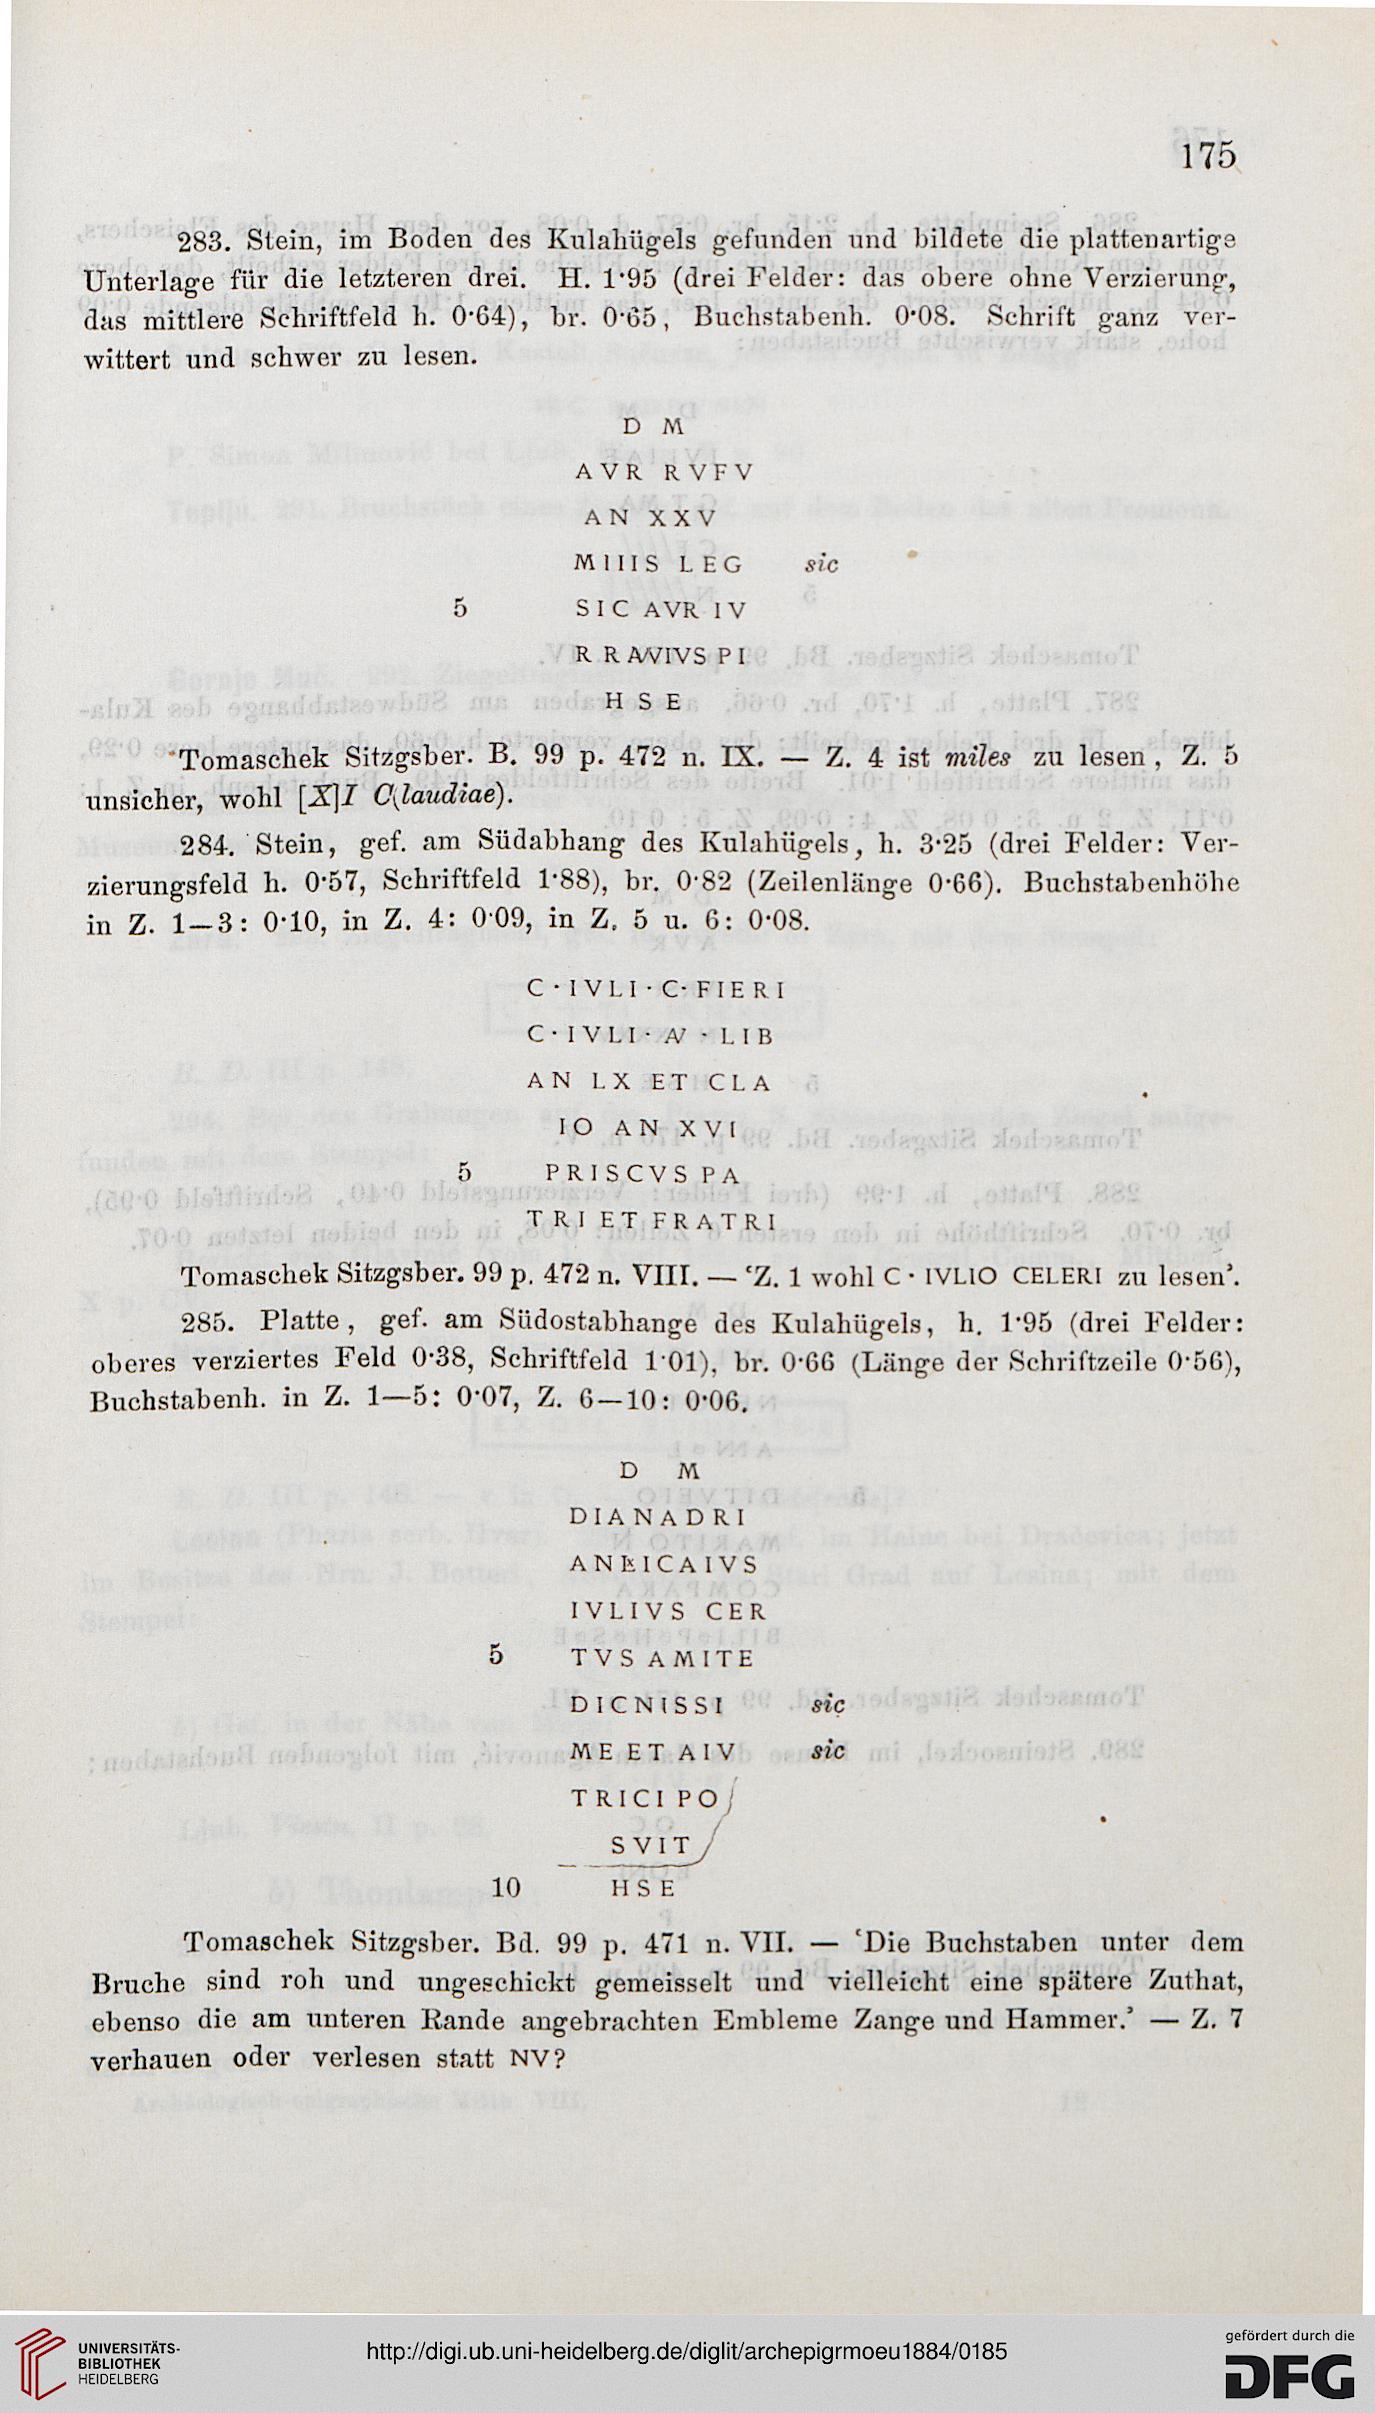 175
283. Stein, im Boden des Kulahügels gefunden und bildete die plattenartige
Unterlage für die letzteren drei. H. 1·95 (drei Felder: das obere ohne Verzierung,
das mittlere Schriftfeld h. 0·64), br. 0·65, Buchstabenh. 0·08. Schrift ganz ver-
wittert und schwer zu lesen.
D M
AVR RVFV
AN XXV
MIIIS LEG sic
5 SIC AVR IV
R R AVIVS PI
H S E
Tomaschek Sitzgsber. B. 99 p. 472 n. IX. — Z. 4 ist miles zu lesen, Z. 5
unsicher, wohl [X]I C(laudiae).
284. Stein, gef. am Südabhang des Kulahügels, h. 3·25 (drei Felder: Ver-
zierungsfeld h. 0·57, Schriftfeld 1·88), br. 0·82 (Zeilenlänge 0·66). Buchstabenhöhe
in Z. 1—3: 0·10, in Z. 4: 0·09, in Z. 5 u. 6: 0·08.
C · IVLI · C · FIERI
C · IVLI · AV · LIB
AN LX ET CLA
IO AN XVI
5 PRISCVS PA
TRI ET FRATRI
Tomaschek Sitzgsber. 99 p. 472 n. VIII. — ‘Z. 1 wohl C · IVLIO CELERI zu lesen’.
285. Platte, gef. am Südostabhange des Kulahügels, h. 1·95 (drei Felder:
oberes verziertes Feld 0·38, Schriftfeld 1·01), br. 0·66 (Länge der Schriftzeile 0·56),
Buchstabenh. in Z. 1—5: 0·07, Z. 6—10: 0·06.
D M
DIANADRI
ANICAIVS
IVLIVS CER
5 TVS AMITE
DICNISSI sic
ME ET AIV sic
TRICI PO
SVIT
10 HSE
Tomaschek Sitzgsber. Bd. 99 p. 471 n. VII. — ‘Die Buchstaben unter dem
Bruche sind roh und ungeschickt gemeisselt und vielleicht eine spätere Zuthat,
ebenso die am unteren Rande angebrachten Embleme Zange und Hammer.’ — Z. 7
verhauen oder verlesen statt NV?
UNIVERSITÄTS-
BIBLIOTHEK
HEIDELBERG
http://digi.ub.uni-heidelberg.de/diglit/archepigrmoeu1884/0185
gefördert durch die
DFG